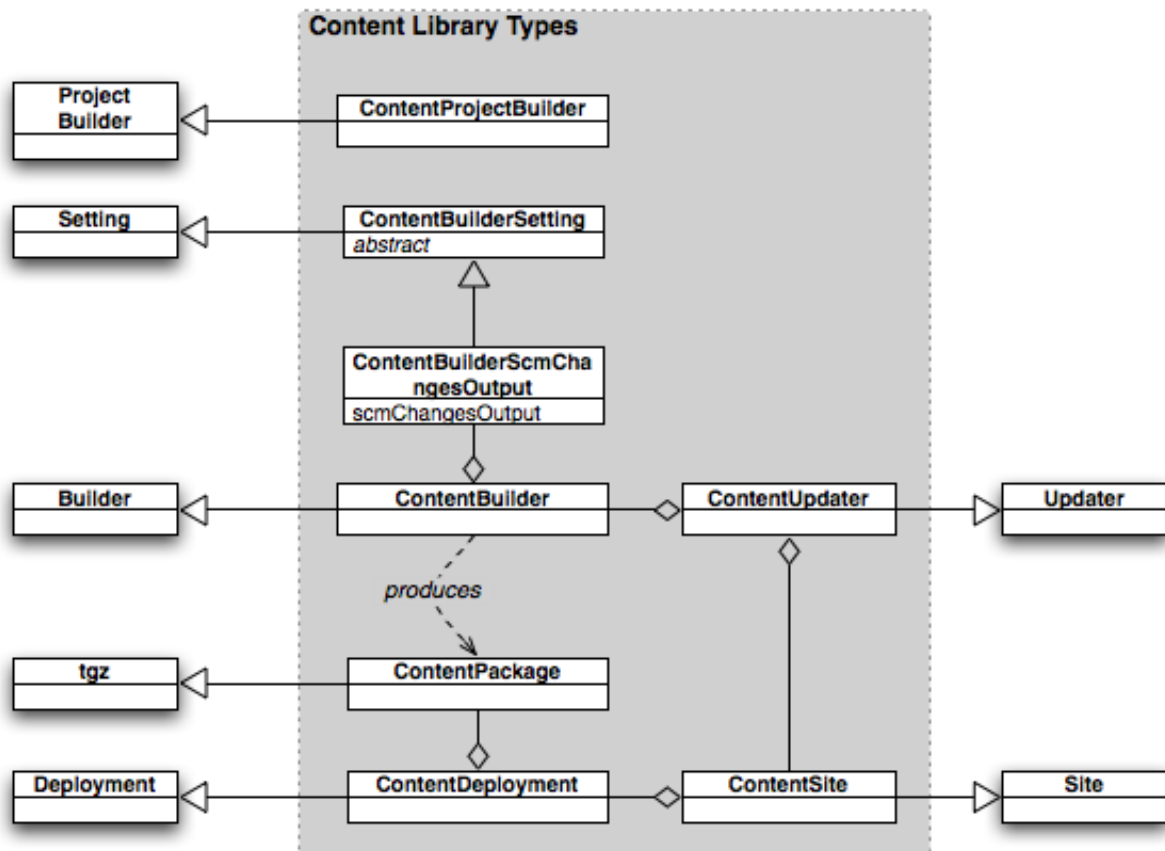 Content Library Types
Project
Builder
ContentProjectBuilder
Setting
ContentBuilderSetting
abstract
ContentBuilderScmCha
ngesOutput
scmChangesOutput
Builder
ContentBuilder
ContentUpdater
Updater
produces
tgz
ContentPackage
Deployment
ContentDeployment
ContentSite
Site